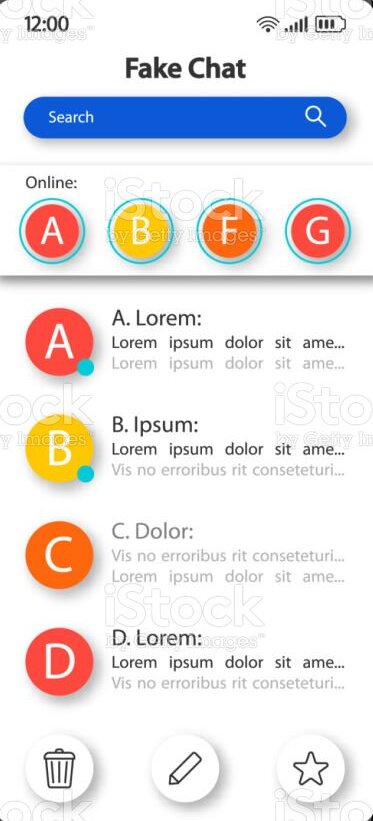 12:00
Fake Chat
Search
Online:
A B F G
A
A. Lorem:
Lorem ipsum dolor sit ame...
Lorem ipsum dolor sit ame...
B
B. Ipsum:
Lorem ipsum dolor sit ame...
Vis no erroribus rit conseteturi...
C
C. Dolor:
Vis no erroribus rit conseteturi...
Lorem ipsum dolor sit ame...
D
D. Lorem:
Lorem ipsum dolor sit ame...
Vis no erroribus rit conseteturi...
iStock
by Getty Images™